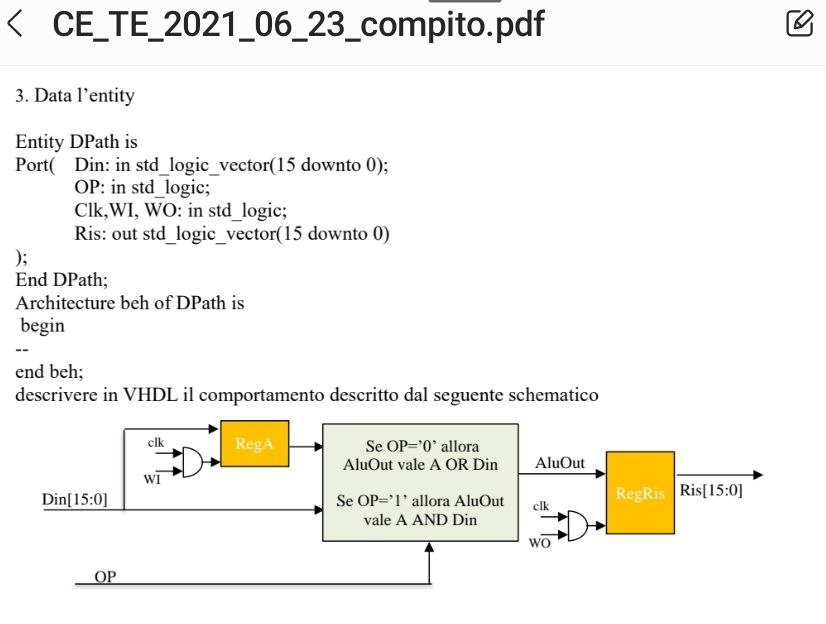 CE_TE_2021_06_23_compito.pdf
3. Data l'entity
Entity DPath is
Port( Din: in std_logic_vector(15 downto 0);
OP: in std_logic;
Clk,WI, WO: in std_logic;
Ris: out std_logic_vector(15 downto 0)
);
End DPath;
Architecture beh of DPath is
begin
--
end beh;
descrivere in VHDL il comportamento descritto dal seguente schematico
clk
WI
RegA
Din[15:0]
Se OP='0' allora
AluOut vale A OR Din
Se OP='1' allora AluOut
vale A AND Din
AluOut
clk
WO
RegRis
Ris[15:0]
OP